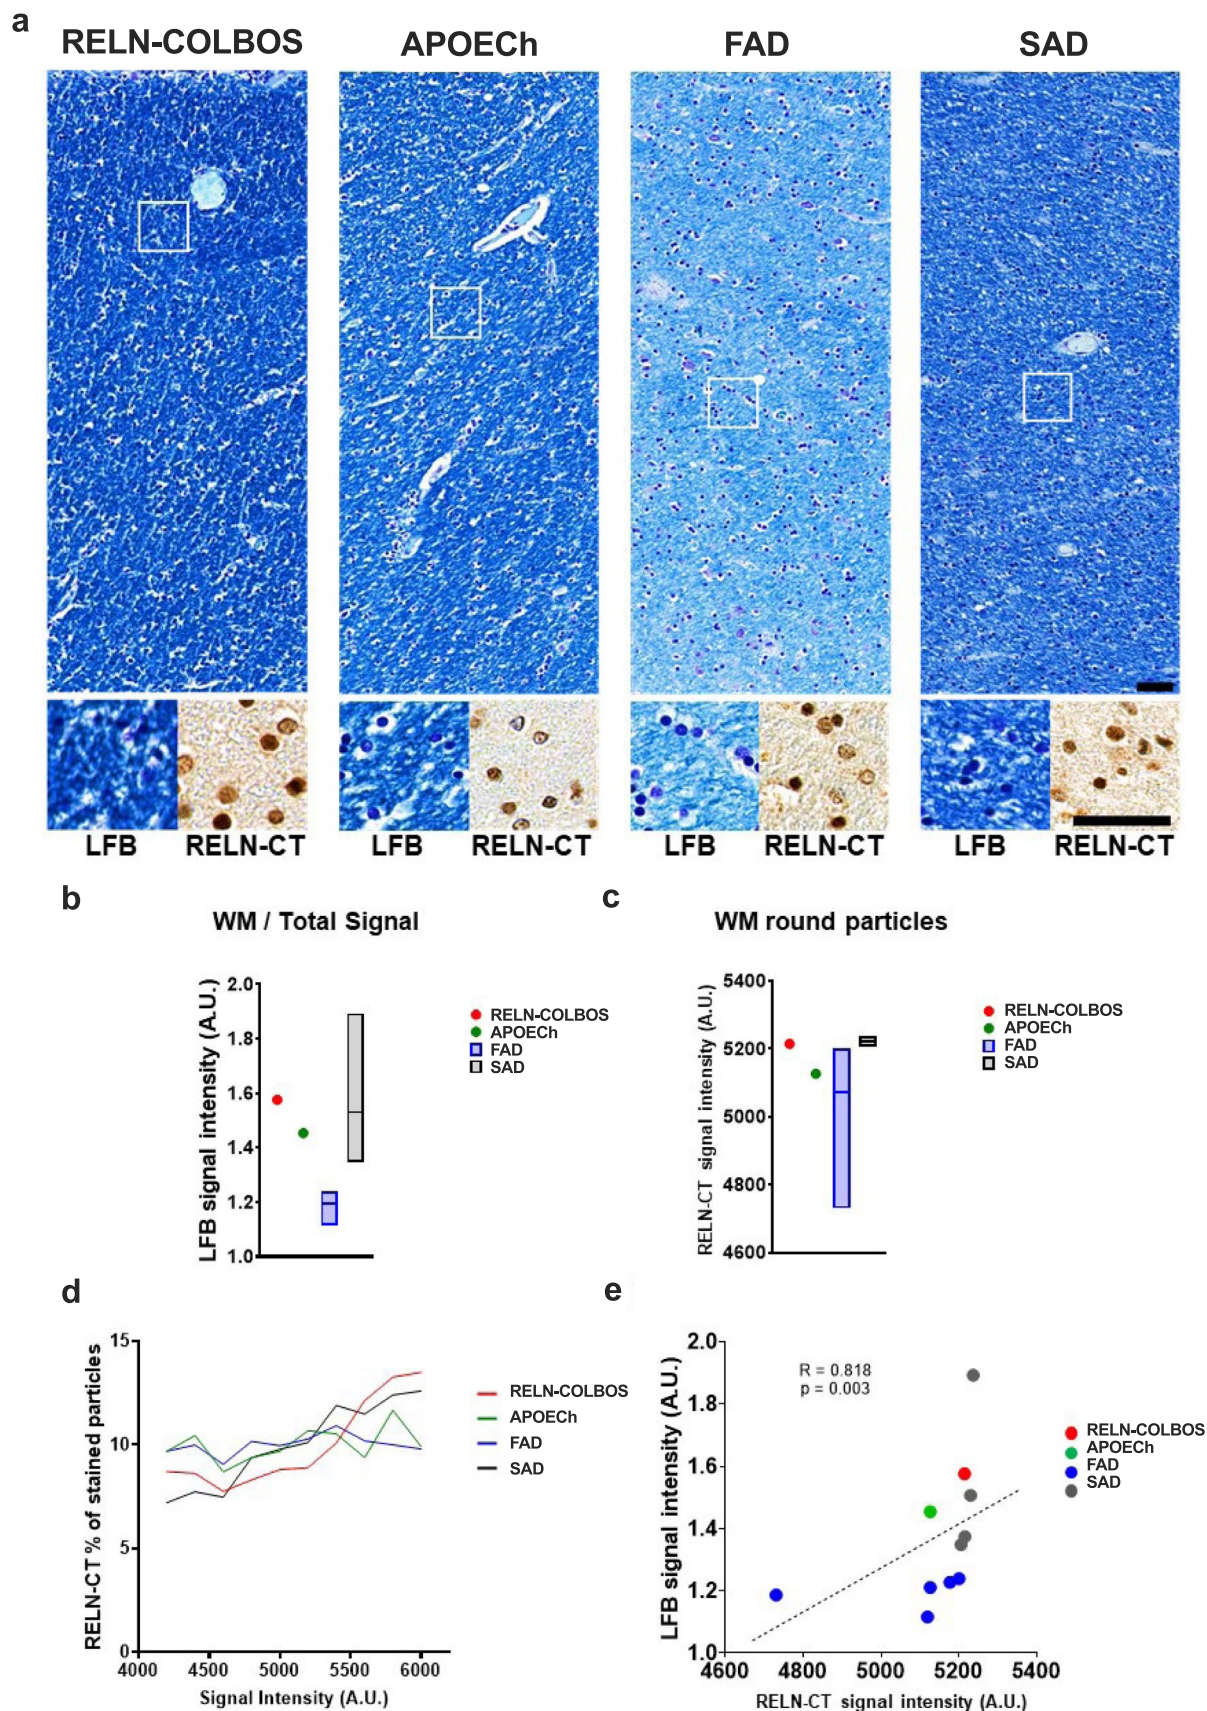 a
RELN-COLBOS APOECh FAD SAD
LFB RELN-CT LFB RELN-CT LFB RELN-CT LFB RELN-CT
b
WM / Total Signal
LFB signal intensity (A.U.)
2.0
1.8
1.6
1.4
1.2
1.0
RELN-COLBOS
APOECh
FAD
SAD
c
WM round particles
RELN-CT signal intensity (A.U.)
5400
5200
5000
4800
4600
RELN-COLBOS
APOECh
FAD
SAD
d
RELN-CT % of stained particles
15
10
5
0
4000 4500 5000 5500 6000
Signal Intensity (A.U.)
RELN-COLBOS
APOECh
FAD
SAD
e
LFB signal intensity (A.U.)
2.0
1.8
1.6
1.4
1.2
1.0
R = 0.818
p = 0.003
4600 4800 5000 5200 5400
RELN-CT signal intensity (A.U.)
RELN-COLBOS
APOECh
FAD
SAD